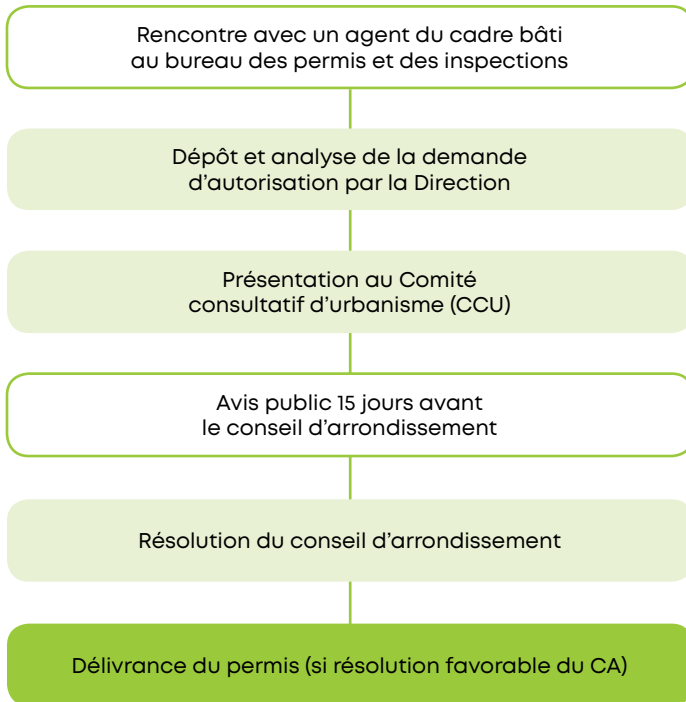 Rencontre avec un agent du cadre bâti
au bureau des permis et des inspections
Dépôt et analyse de la demande
d'autorisation par la Direction
Présentation au Comité
consultatif d'urbanisme (CCU)
Avis public 15 jours avant
le conseil d'arrondissement
Résolution du conseil d'arrondissement
Délivrance du permis (si résolution favorable du CA)